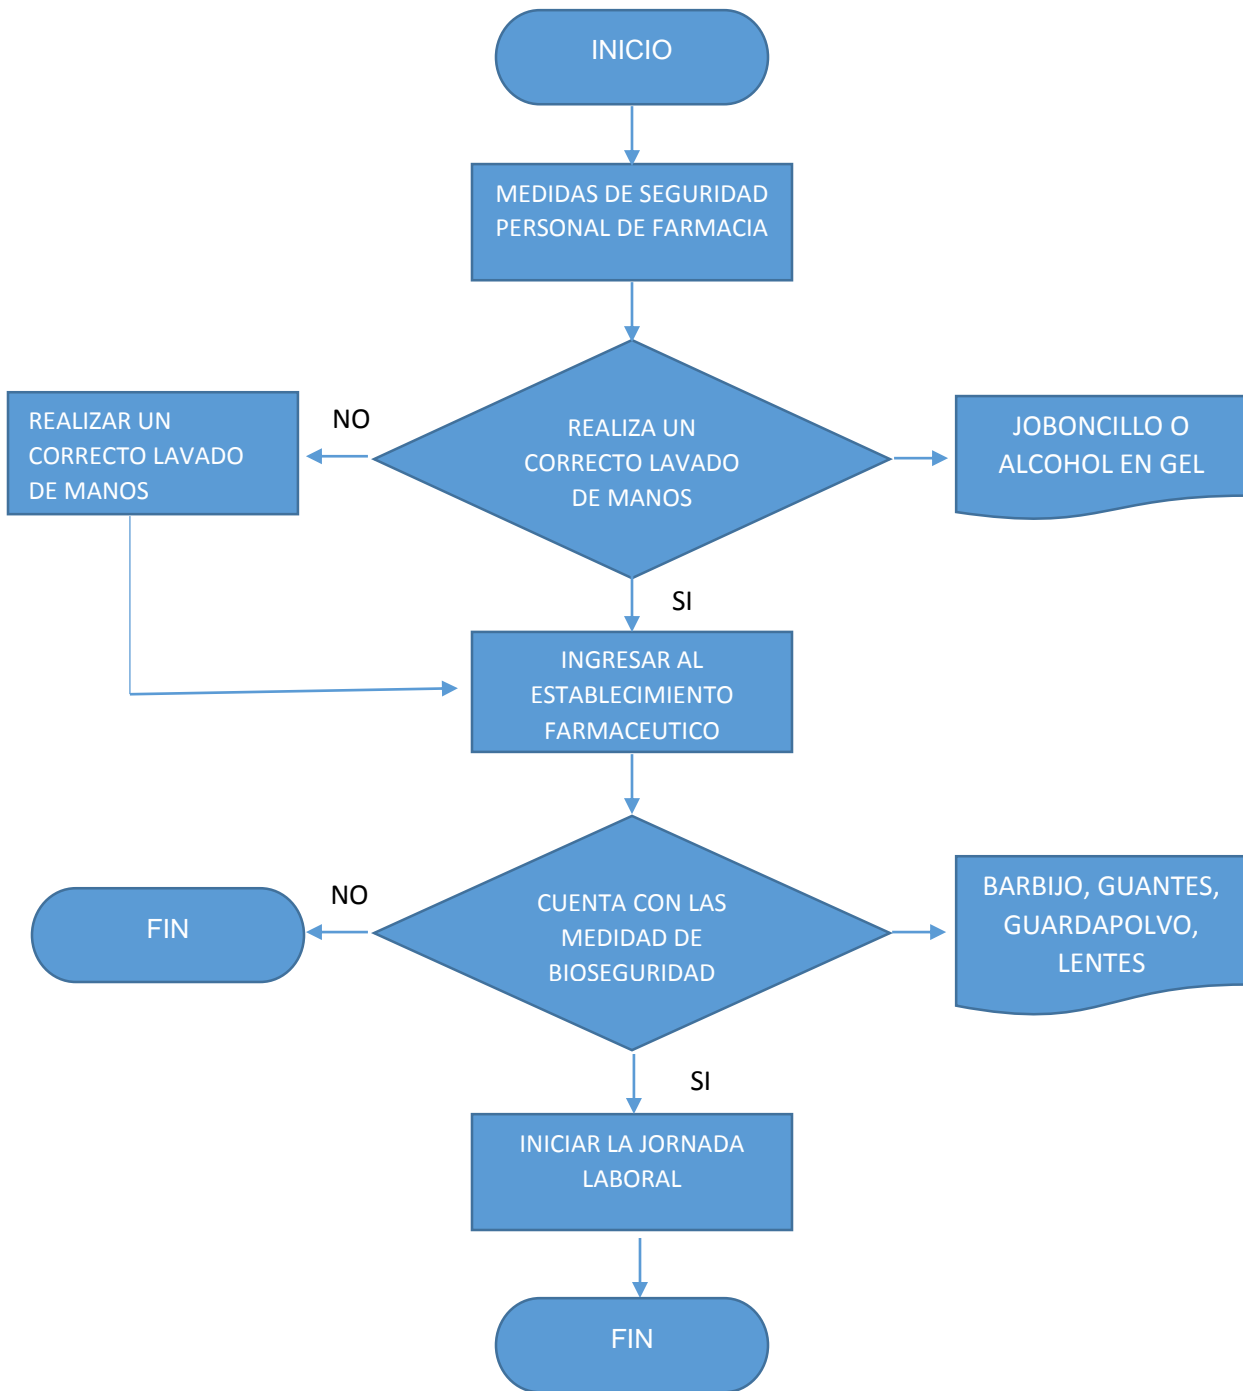 INICIO
MEDIDAS DE SEGURIDAD
PERSONAL DE FARMACIA
REALIZA UN
CORRECTO LAVADO
DE MANOS
NO
REALIZAR UN
CORRECTO LAVADO
DE MANOS
JOBONCILLO O
ALCOHOL EN GEL
SI
INGRESAR AL
ESTABLECIMIENTO
FARMACEUTICO
CUENTA CON LAS
MEDIDAD DE
BIOSEGURIDAD
NO
FIN
BARBIJO, GUANTES,
GUARDAPOLVO,
LENTES
SI
INICIAR LA JORNADA
LABORAL
FIN